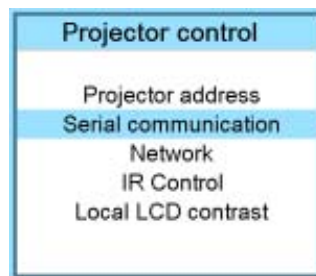 Projector control
Projector address
Serial communication
Network
IR Control
Local LCD contrast